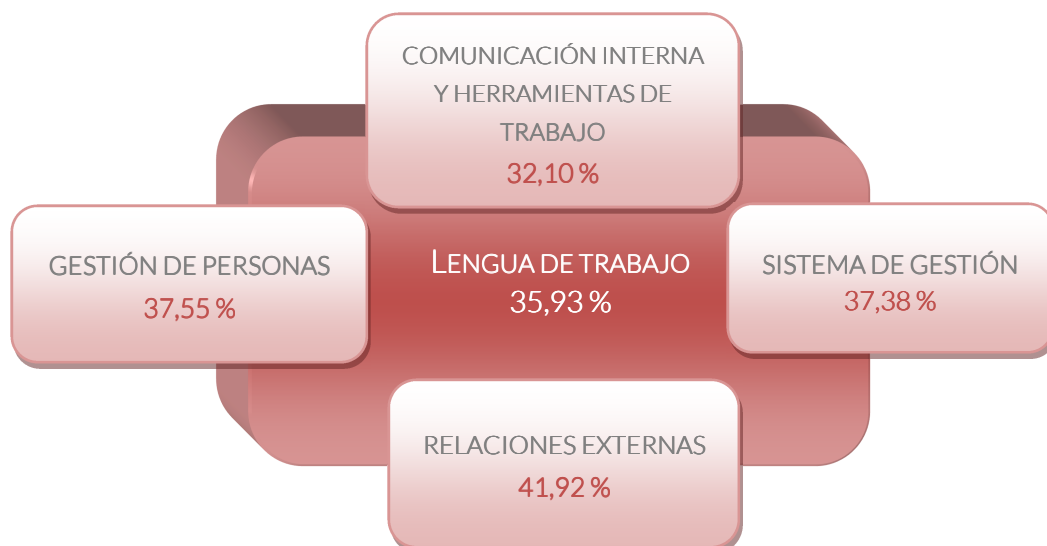 COMUNICACIÓN INTERNA
Y HERRAMIENTAS DE
TRABAJO
32,10 %
GESTIÓN DE PERSONAS
37,55 %
LENGUA DE TRABAJO
35,93 %
SISTEMA DE GESTIÓN
37,38 %
RELACIONES EXTERNAS
41,92 %